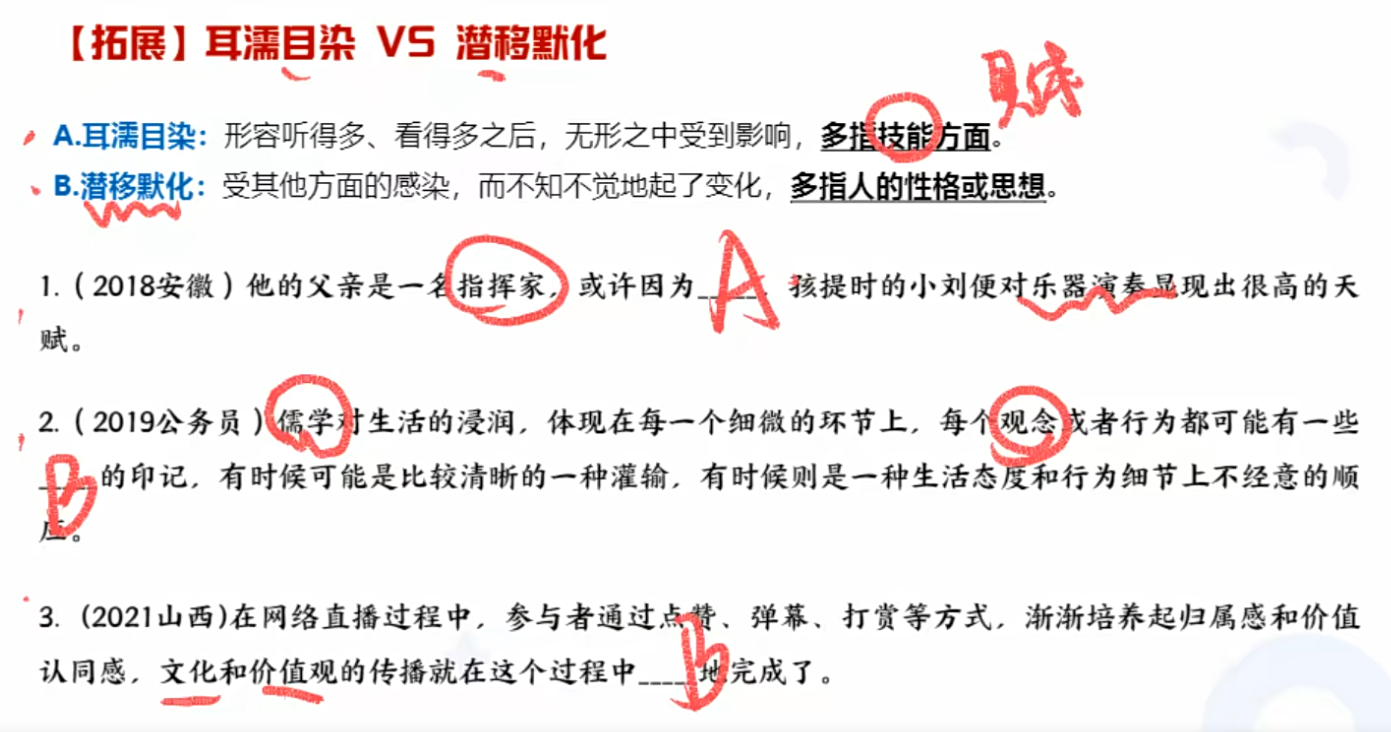 【拓展】耳濡目染 VS 潜移默化
A.耳濡目染：形容听得多、看得多之后，无形之中受到影响，多指技能方面。
B.潜移默化：受其他方面的感染，而不知不觉地起了变化，多指人的性格或思想。
1.（2018安徽）他的父亲是一名指挥家，或许因为____，孩提时的小刘便对乐器演奏显现出很高的天
A
赋。
2.（2019公务员）儒学对生活的浸润，体现在每一个细微的环节上，每个观念或者行为都可能有一些
____的印记，有时候可能是比较清晰的一种灌输，有时候则是一种生活态度和行为细节上不经意的顺
B
应。
3. (2021山西)在网络直播过程中，参与者通过点赞、弹幕、打赏等方式，渐渐培养起归属感和价值
认同感，文化和价值观的传播就在这个过程中____地完成了。
B